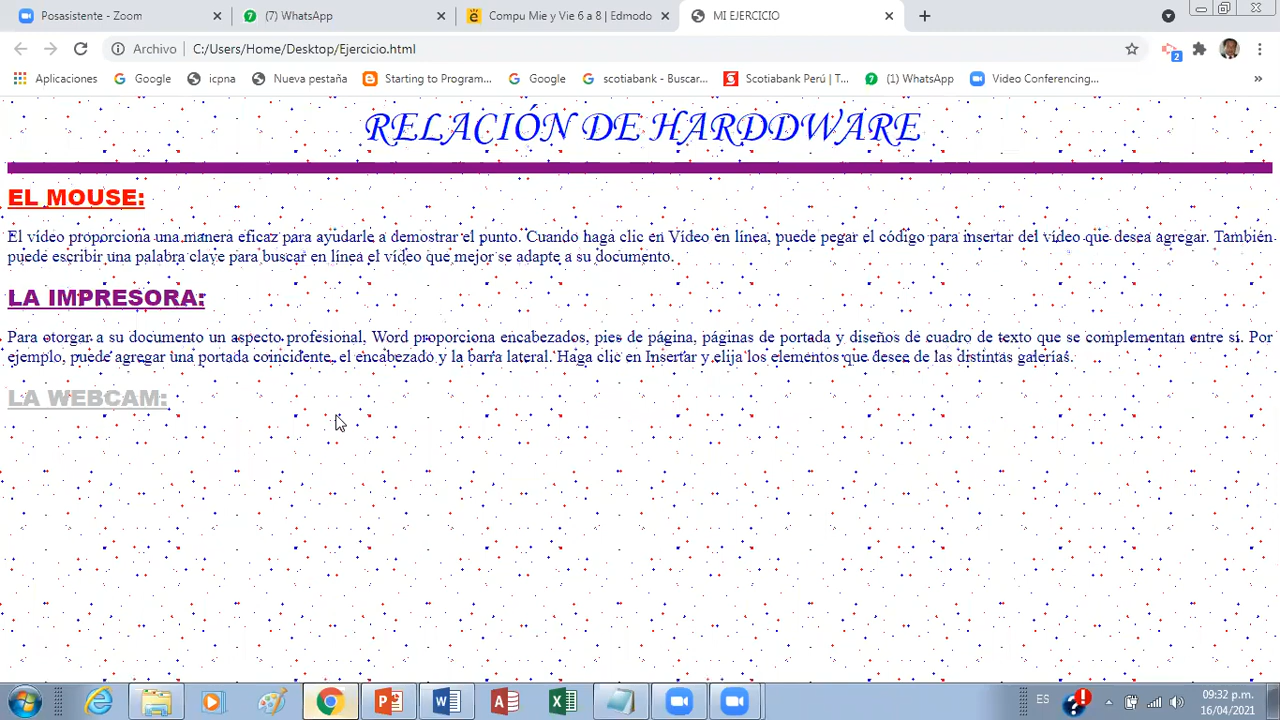 Posasistente - Zoom
(7) WhatsApp
Compu Mie y Vie 6 a 8 | Edmodo
MI EJERCICIO
Archivo
C:/Users/Home/Desktop/Ejercicio.html
2
Aplicaciones
Google
icpna
Nueva pestaña
Starting to Program...
Google
scotiabank - Buscar...
Scotiabank Perú | T...
(1) WhatsApp
Video Conferencing...
»
RELACIÓN DE HARDDWARE
EL MOUSE:
El vídeo proporciona una manera eficaz para ayudarle a demostrar el punto. Cuando haga clic en Vídeo en línea, puede pegar el código para insertar del vídeo que desea agregar. También
puede escribir una palabra clave para buscar en línea el vídeo que mejor se adapte a su documento.
LA IMPRESORA:
Para otorgar a su documento un aspecto profesional, Word proporciona encabezados, pies de página, páginas de portada y diseños de cuadro de texto que se complementan entre sí. Por
ejemplo, puede agregar una portada coincidente, el encabezado y la barra lateral. Haga clic en Insertar y elija los elementos que desee de las distintas galerías.
LA WEBCAM:
ES
09:32 p.m.
16/04/2021